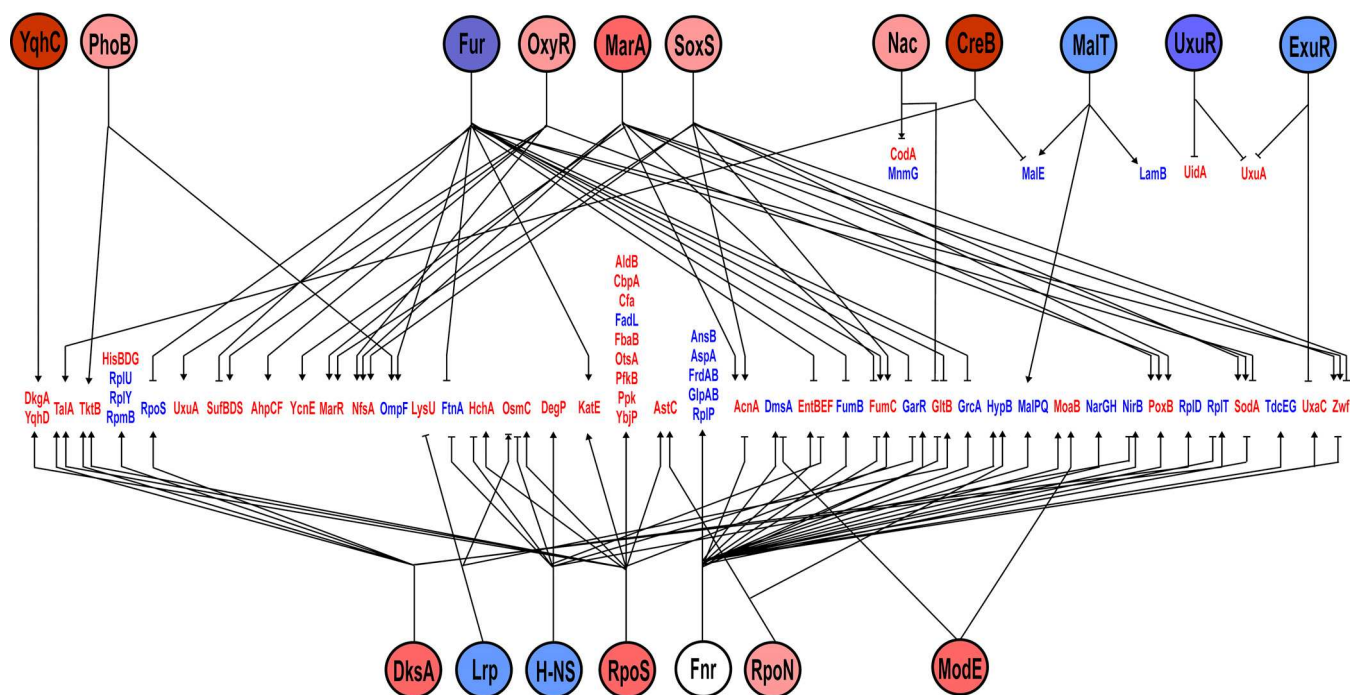 YqhC PhoB Fur OxyR MarA SoxS Nac CreB MalT UxuR ExuR
CodA
MnmG
MalE
LamB
UidA
UxuA
AldB
CbpA
Cfa
FadL
FbaB
OtsA
PfkB
Ppk
YbjP
AnsB
AspA
FrdAB
GlpAB
RplP
HisBDG
RplU
RplY
RpmB
DkgA
YqhD
TalA TktB RpoS UxuA SufBDS AhpCF YcnE MarR NfsA OmpF LysU FtnA HchA OsmC DegP KatE AstC AcnA DmsA EntBEF FumB FumC GarR GltB GrcA HypB MalPQ MoaB NarGH NirB PoxB RplD RplT SodA TdcEG UxaC Zwf
DksA Lrp H-NS RpoS Fnr RpoN ModE